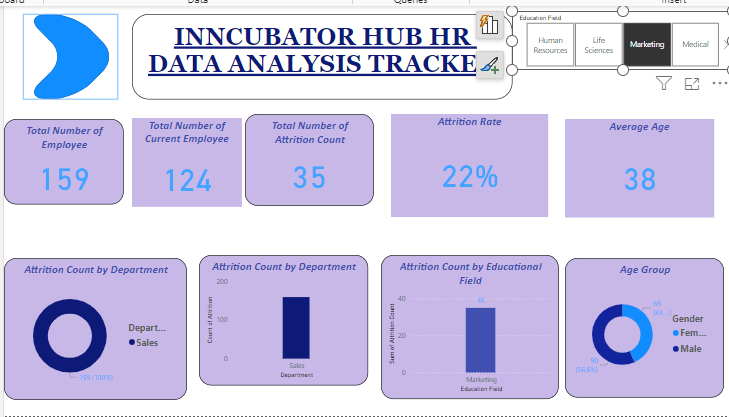 Data
Queries
Insert
INNCUBATOR HUB HR
DATA ANALYSIS TRACKE
Education Field
Human
Resources
Life
Sciences
Marketing
Medical
Total Number of
Employee
159
Total Number of
Current Employee
124
Total Number of
Attrition Count
35
Attrition Rate
22%
Average Age
38
Attrition Count by Department
Depart...
Sales
159 (100%)
Attrition Count by Department
Count of Attrition
200
100
0
Sales
Department
Attrition Count by Educational
Field
Sum of Attrition Count
40
20
0
35
Marketing
Education Field
Age Group
69
(43....)
90
(56.6%)
Gender
Fem...
Male